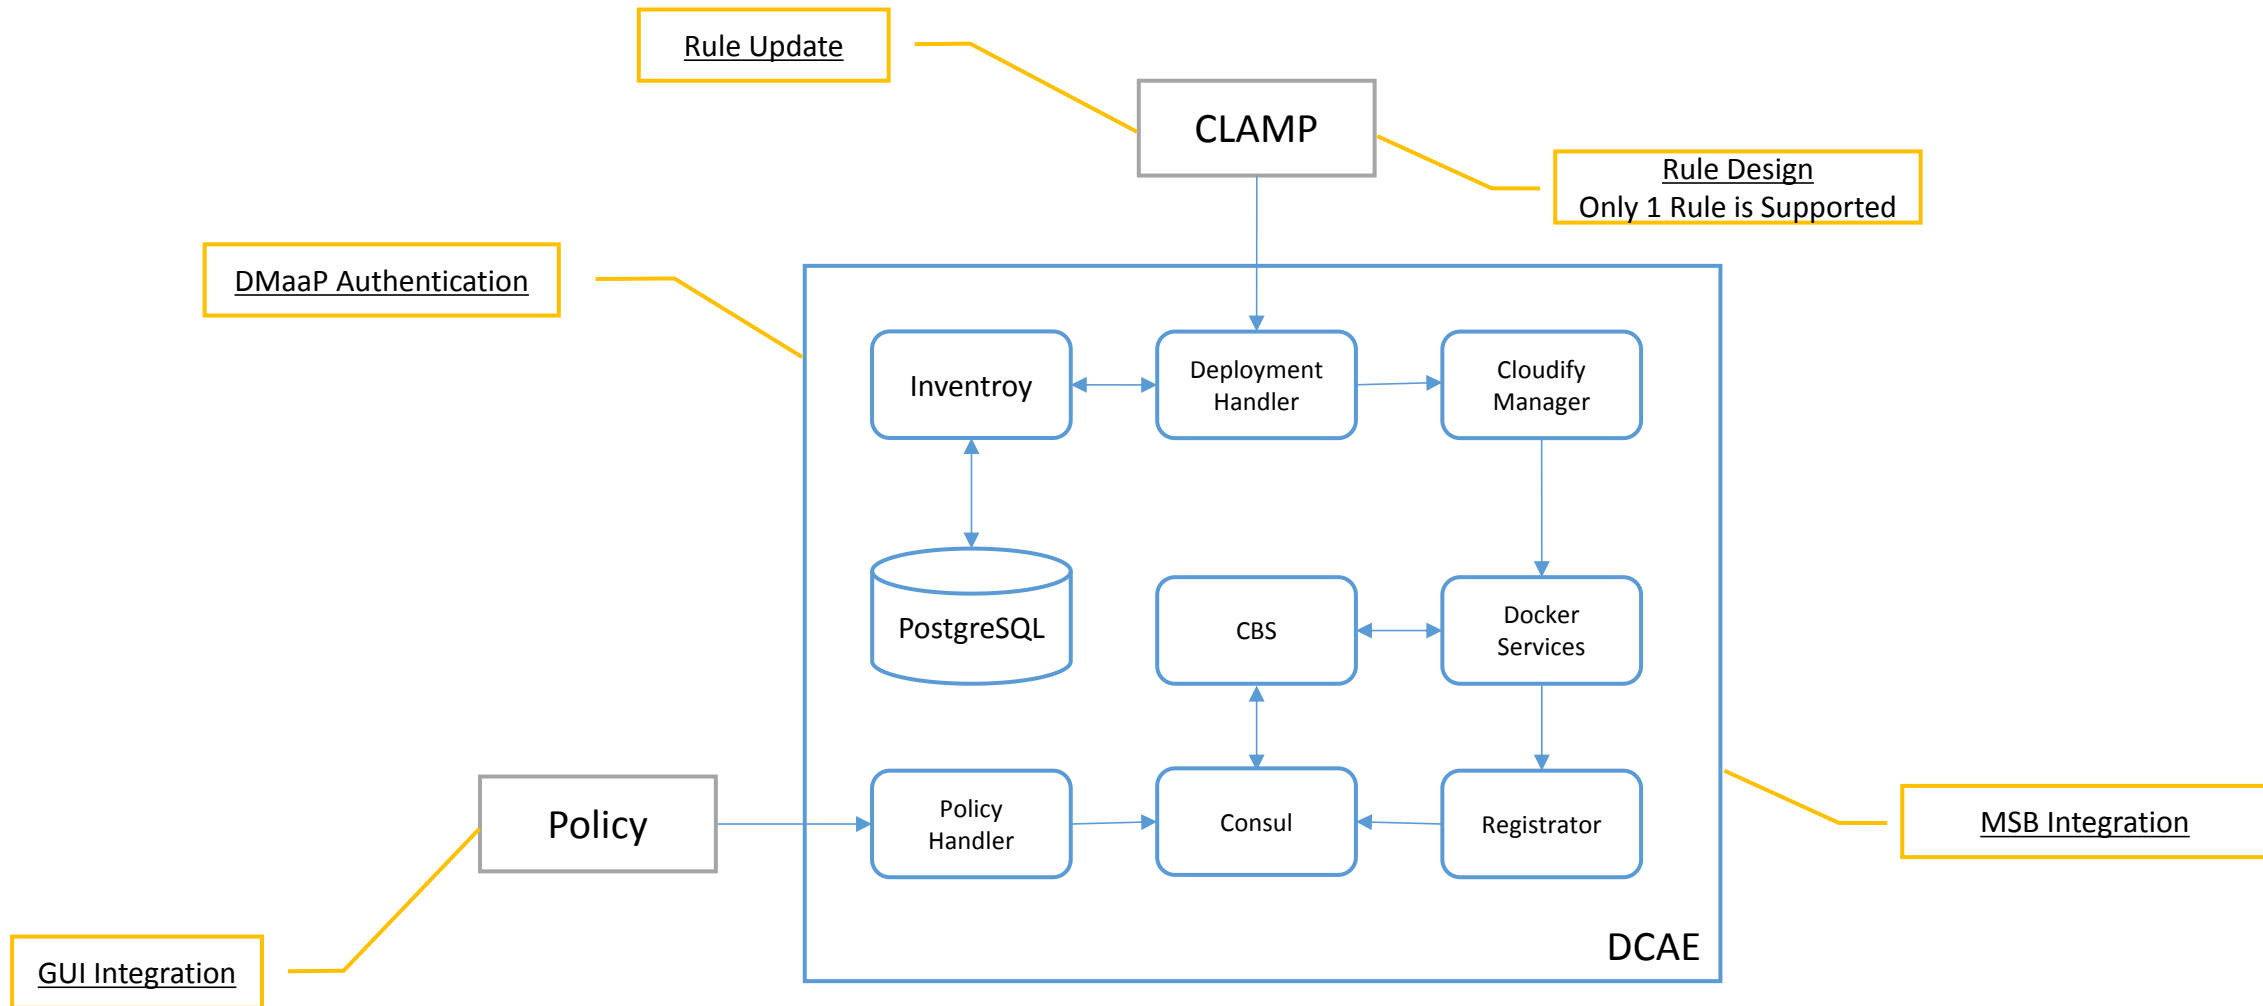 Rule Update
CLAMP
Rule Design
Only 1 Rule is Supported
DMaaP Authentication
Inventroy
Deployment
Handler
Cloudify
Manager
PostgreSQL
CBS
Docker
Services
Policy
Policy
Handler
Consul
Registrator
MSB Integration
DCAE
GUI Integration